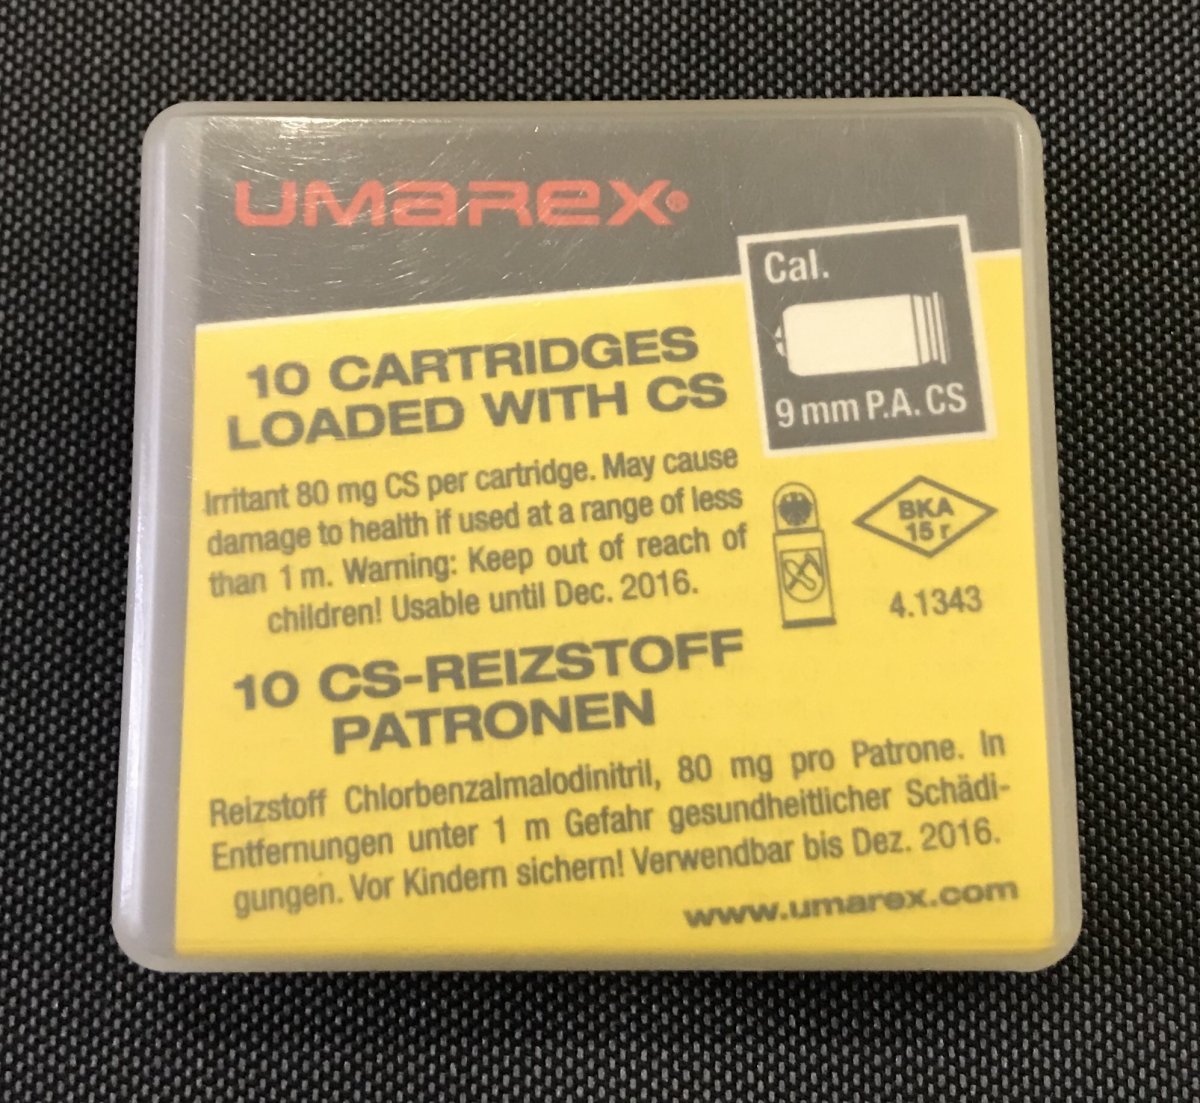 UMAREX®
Cal.
9mm P.A. CS
10 CARTRIDGES
LOADED WITH CS
Irritant 80 mg CS per cartridge. May cause
damage to health if used at a range of less
than 1 m. Warning: Keep out of reach of
children! Usable until Dec. 2016.
BKA
15 r
4.1343
10 CS-REIZSTOFF
PATRONEN
Reizstoff Chlorbenzalmalodinitril, 80 mg pro Patrone. In
Entfernungen unter 1 m Gefahr gesundheitlicher Schädi-
gungen. Vor Kindern sichern! Verwendbar bis Dez. 2016.
www.umarex.com